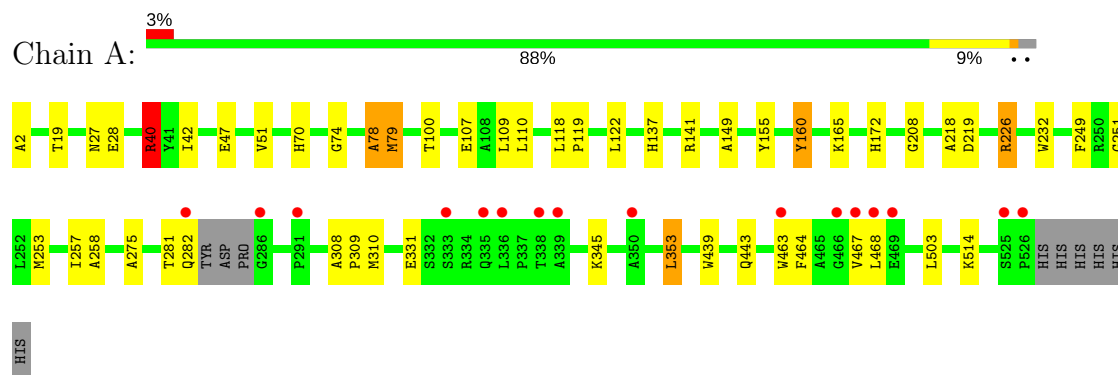 3%
Chain A:
88%
9%
• •
A2 T19 N27 E28 R40 Y41 I42 E47 V51 H70 G74 A78 M79 T100 E107 A108 L109 L110 L118 P119 L122 H137 R141 A149 Y155 Y160 K165 H172 G208 A218 D219 R226 W232 F249 R250 G251
L252 M253 I257 A258 A275 T281 Q282 TYR ASP PRO G286 P291 A308 P309 M310 E331 S332 S333 R334 Q335 L336 P337 T338 A339 K345 A350 L353 W439 Q443 W463 F464 A465 G466 V467 L468 E469 L503 K514 S525 P526 HIS HIS HIS HIS HIS
HIS